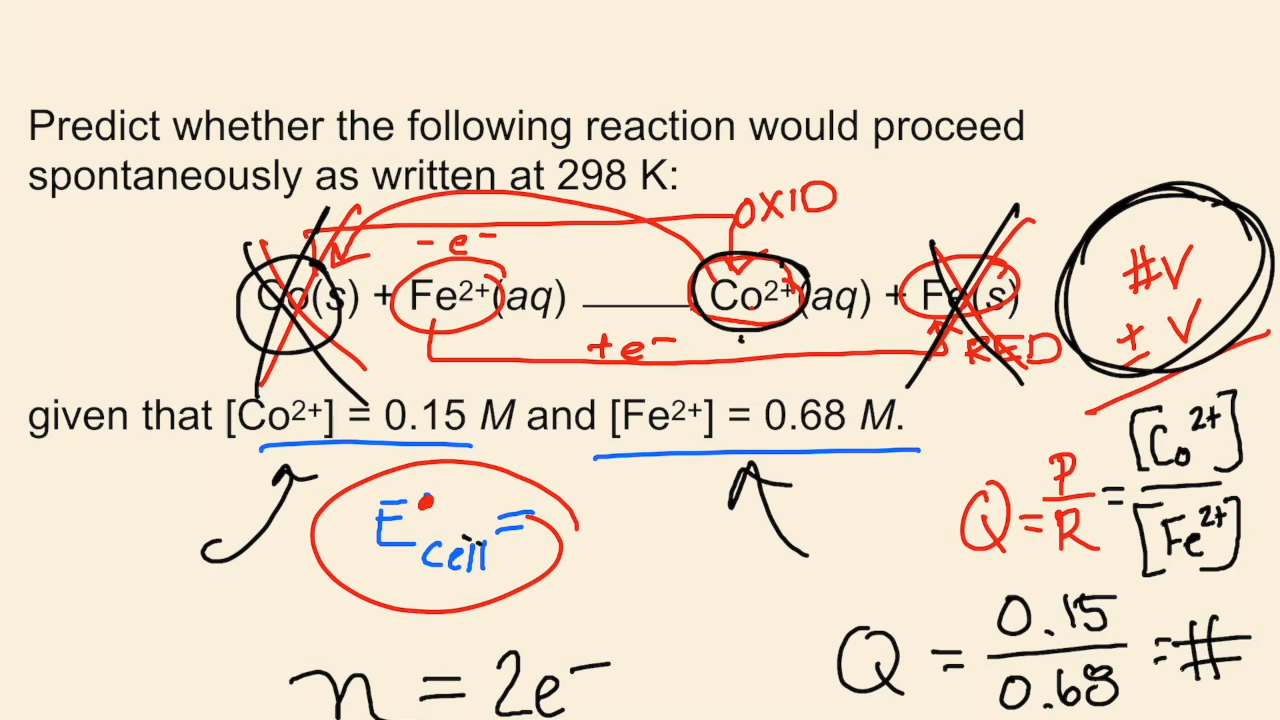 Predict whether the following reaction would proceed
spontaneously as written at 298 K:
OXID
- e⁻
Co(s) + Fe²⁺(aq) ______ Co²⁺(aq) + Fe(s)
#V
+ V
+e⁻
RED
given that [Co²⁺] = 0.15 M and [Fe²⁺] = 0.68 M.
E° cell =
Q = P/R = [Co²⁺]/[Fe²⁺]
Q = 0.15/0.68 = #
n = 2e⁻